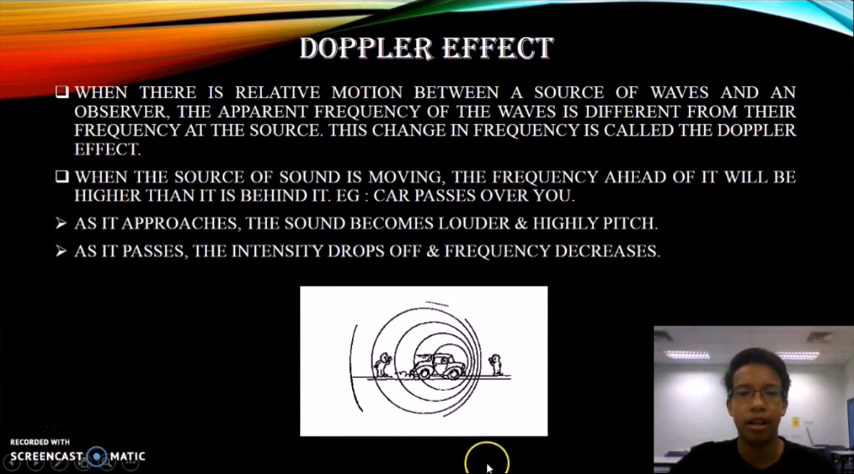 DOPPLER EFFECT
WHEN THERE IS RELATIVE MOTION BETWEEN A SOURCE OF WAVES AND AN
OBSERVER, THE APPARENT FREQUENCY OF THE WAVES IS DIFFERENT FROM THEIR
FREQUENCY AT THE SOURCE. THIS CHANGE IN FREQUENCY IS CALLED THE DOPPLER
EFFECT.
WHEN THE SOURCE OF SOUND IS MOVING, THE FREQUENCY AHEAD OF IT WILL BE
HIGHER THAN IT IS BEHIND IT. EG : CAR PASSES OVER YOU.
AS IT APPROACHES, THE SOUND BECOMES LOUDER & HIGHLY PITCH.
AS IT PASSES, THE INTENSITY DROPS OFF & FREQUENCY DECREASES.
RECORDED WITH
SCREENCAST MATIC